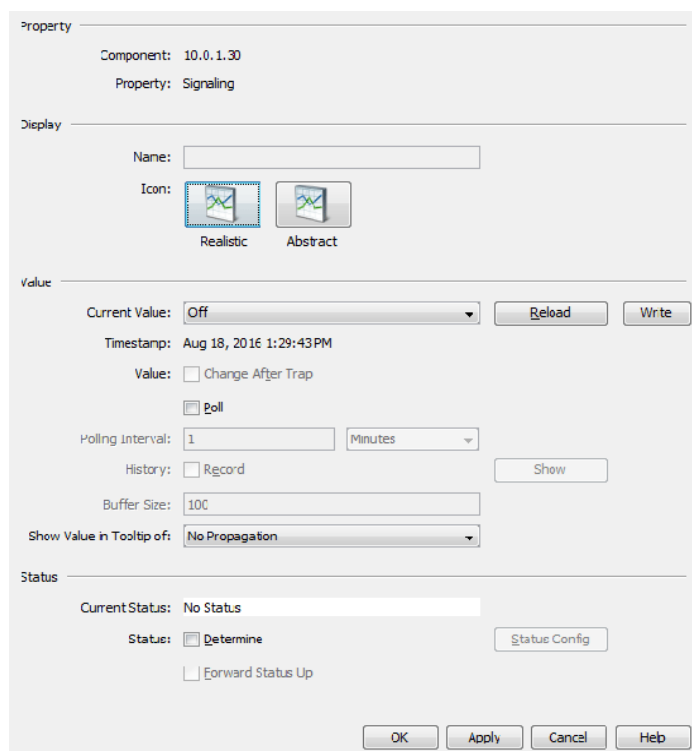 Property
Component: 10.0.1.30
Property: Signaling
Display
Name:
Icon:
Realistic Abstract
Value
Current Value: Off Reload Write
Timestamp: Aug 18, 2016 1:29:43 PM
Value: Change After Trap
Poll
Polling Interval: 1 Minutes
History: Record Show
Buffer Size: 100
Show Value in Tooltip of: No Propagation
Status
Current Status: No Status
Status: Determine Status Config
Forward Status Up
OK Apply Cancel Help